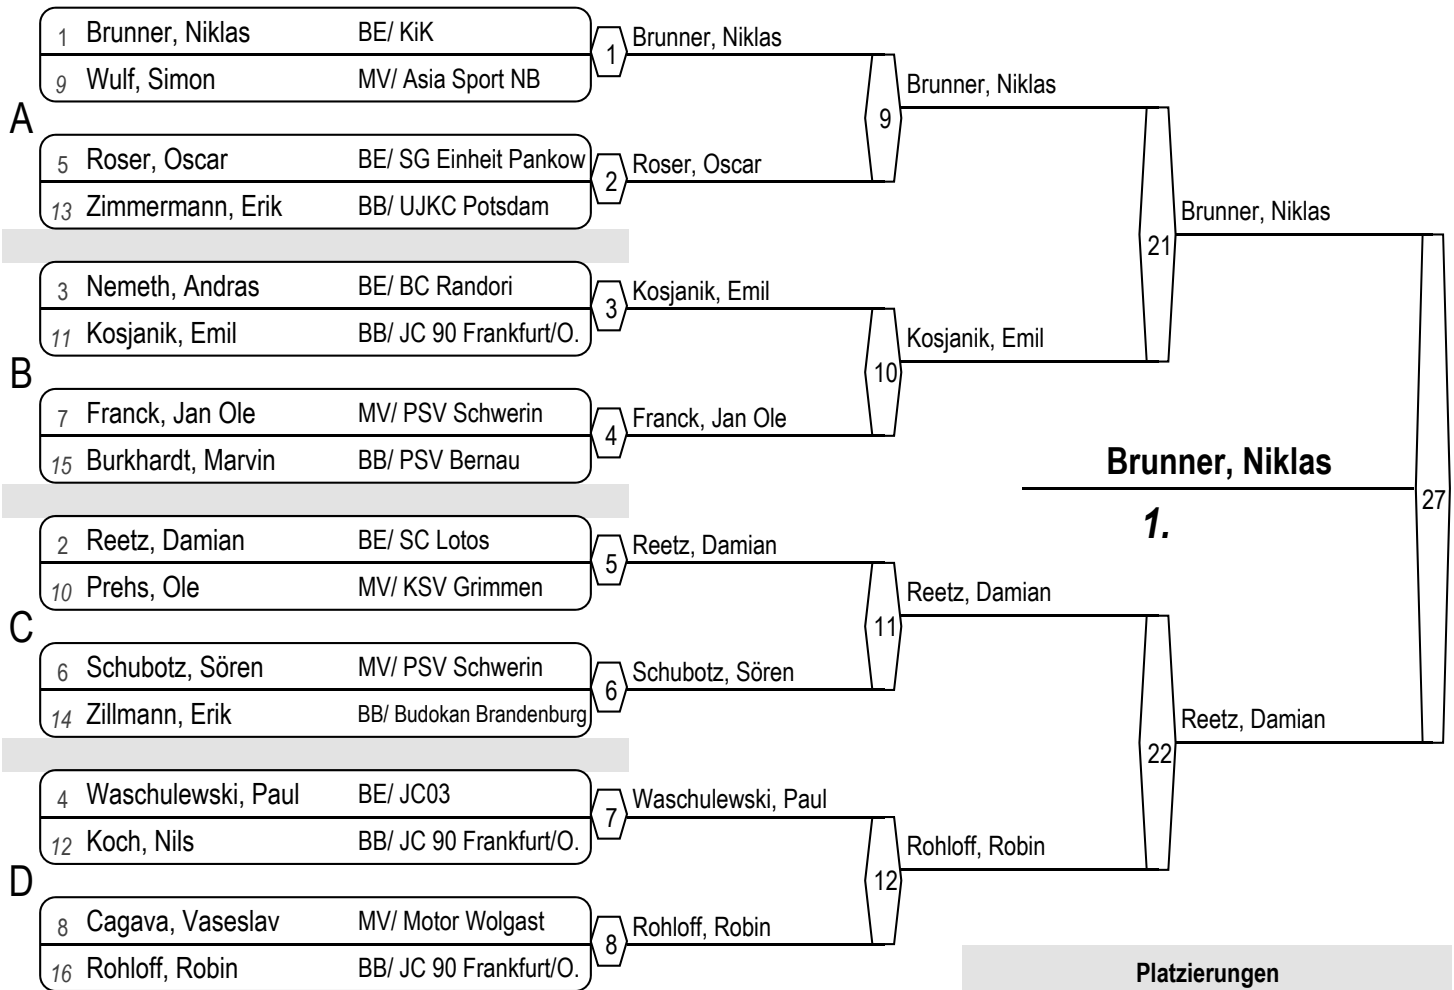 1 Brunner, Niklas BE/ KiK
9 Wulf, Simon MV/ Asia Sport NB
1 Brunner, Niklas
A
5 Roser, Oscar BE/ SG Einheit Pankow
13 Zimmermann, Erik BB/ UJKC Potsdam
2 Roser, Oscar
9 Brunner, Niklas
3 Nemeth, Andras BE/ BC Randori
11 Kosjanik, Emil BB/ JC 90 Frankfurt/O.
3 Kosjanik, Emil
B
7 Franck, Jan Ole MV/ PSV Schwerin
15 Burkhardt, Marvin BB/ PSV Bernau
4 Franck, Jan Ole
10 Kosjanik, Emil
21 Brunner, Niklas
2 Reetz, Damian BE/ SC Lotos
10 Prehs, Ole MV/ KSV Grimmen
5 Reetz, Damian
C
6 Schubotz, Sören MV/ PSV Schwerin
14 Zillmann, Erik BB/ Budokan Brandenburg
6 Schubotz, Sören
11 Reetz, Damian
4 Waschulewski, Paul BE/ JC03
12 Koch, Nils BB/ JC 90 Frankfurt/O.
7 Waschulewski, Paul
D
8 Cagava, Vaseslav MV/ Motor Wolgast
16 Rohloff, Robin BB/ JC 90 Frankfurt/O.
8 Rohloff, Robin
12 Rohloff, Robin
22 Reetz, Damian
27 Brunner, Niklas
1.
Platzierungen